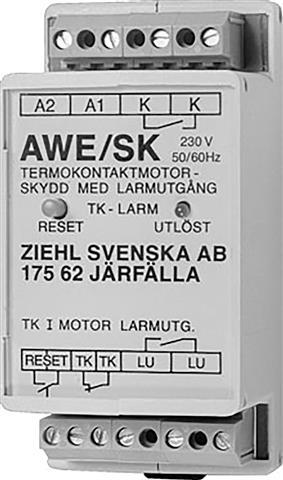 A2 A1 K K
AWE/SK 230 V
50/60Hz
TERMOKONTAKTMOTOR-
SKYDD MED LARMUTGÅNG
TK - LARM
RESET UTLÖST
ZIEHL SVENSKA AB
175 62 JÄRFÄLLA
TK I MOTOR LARMUTG.
RESET TK TK LU LU